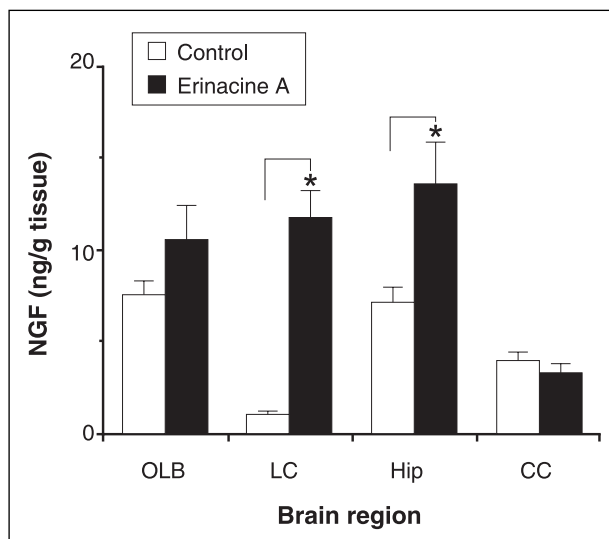 Control
Erinacine A
20
10
0
NGF (ng/g tissue)
*
*
OLB LC Hip CC
Brain region